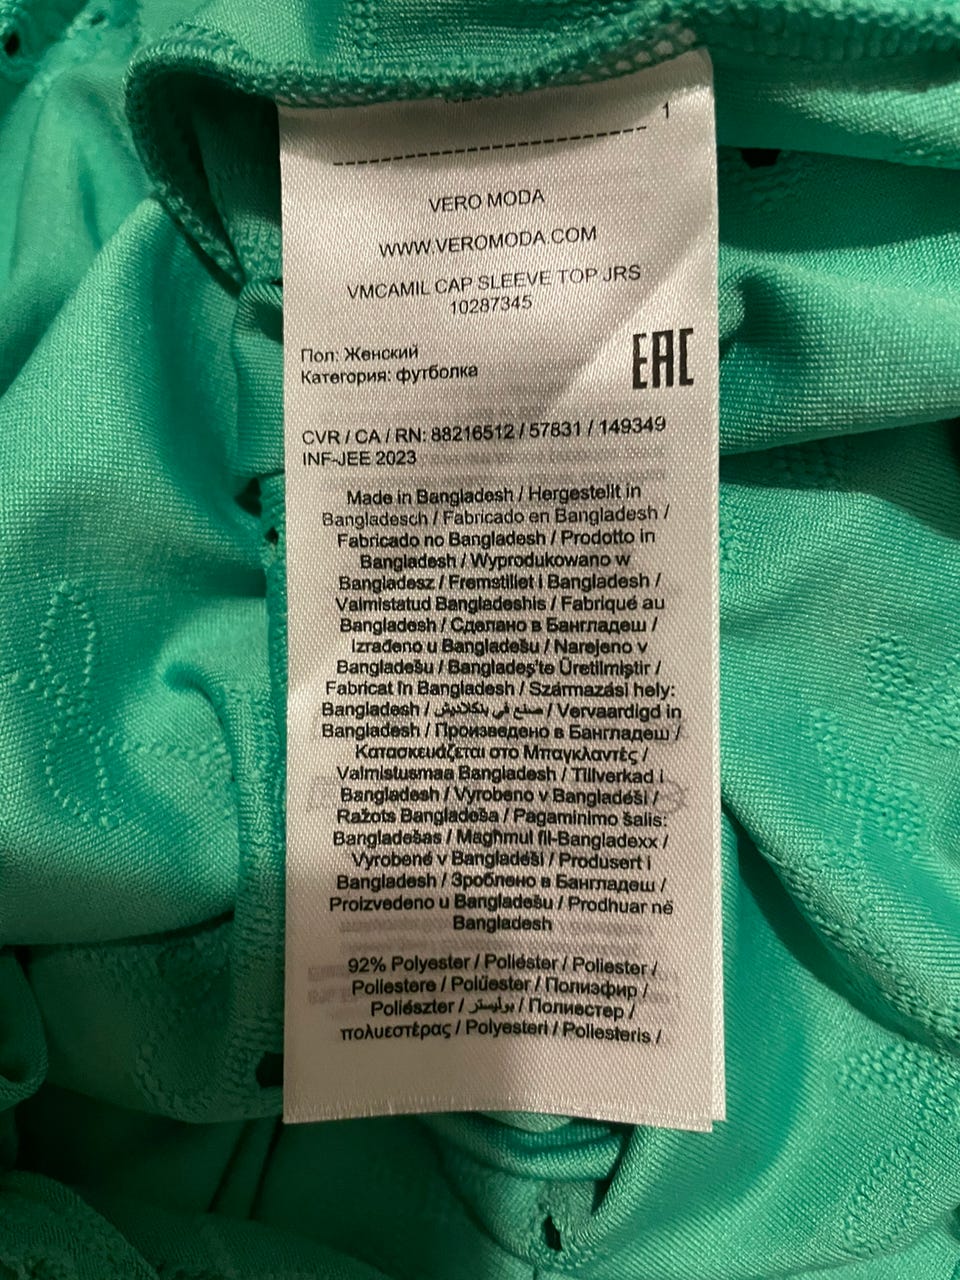 1
VERO MODA
WWW.VEROMODA.COM
VMCAMIL CAP SLEEVE TOP JRS
10287345
Пол: Женский
Категория: футболка
EAC
CVR / CA / RN: 88216512 / 57831 / 149349
INF-JEE 2023
Made in Bangladesh / Hergestellt in
Bangladesch / Fabricado en Bangladesh /
Fabricado no Bangladesh / Prodotto in
Bangladesh / Wyprodukowano w
Bangladesz / Fremstillet i Bangladesh /
Valmistatud Bangladeshis / Fabriqué au
Bangladesh / Сделано в Бангладеш /
Izrađeno u Bangladešu / Narejeno v
Bangladešu / Bangladeş'te Üretilmiştir /
Fabricat în Bangladesh / Származási hely:
Bangladesh / صنع في بنكلاديش / Vervaardigd in
Bangladesh / Произведено в Бангладеш /
Κατασκευάζεται στο Μπαγκλαντές /
Valmistusmaa Bangladesh / Tillverkad i
Bangladesh / Vyrobeno v Bangladéši /
Ražots Bangladeša / Pagaminimo šalis:
Bangladešas / Magħmul fil-Bangladexx /
Vyrobené v Bangladéši / Produsert i
Bangladesh / Зроблено в Бангладеш /
Proizvedeno u Bangladešu / Prodhuar në
Bangladesh
92% Polyester / Poliéster / Poliester /
Poliestere / Polüester / Полиэфир /
Poliészter / بوليستر / Полиестер /
πολυεστέρας / Polyesteri / Poliesteris /